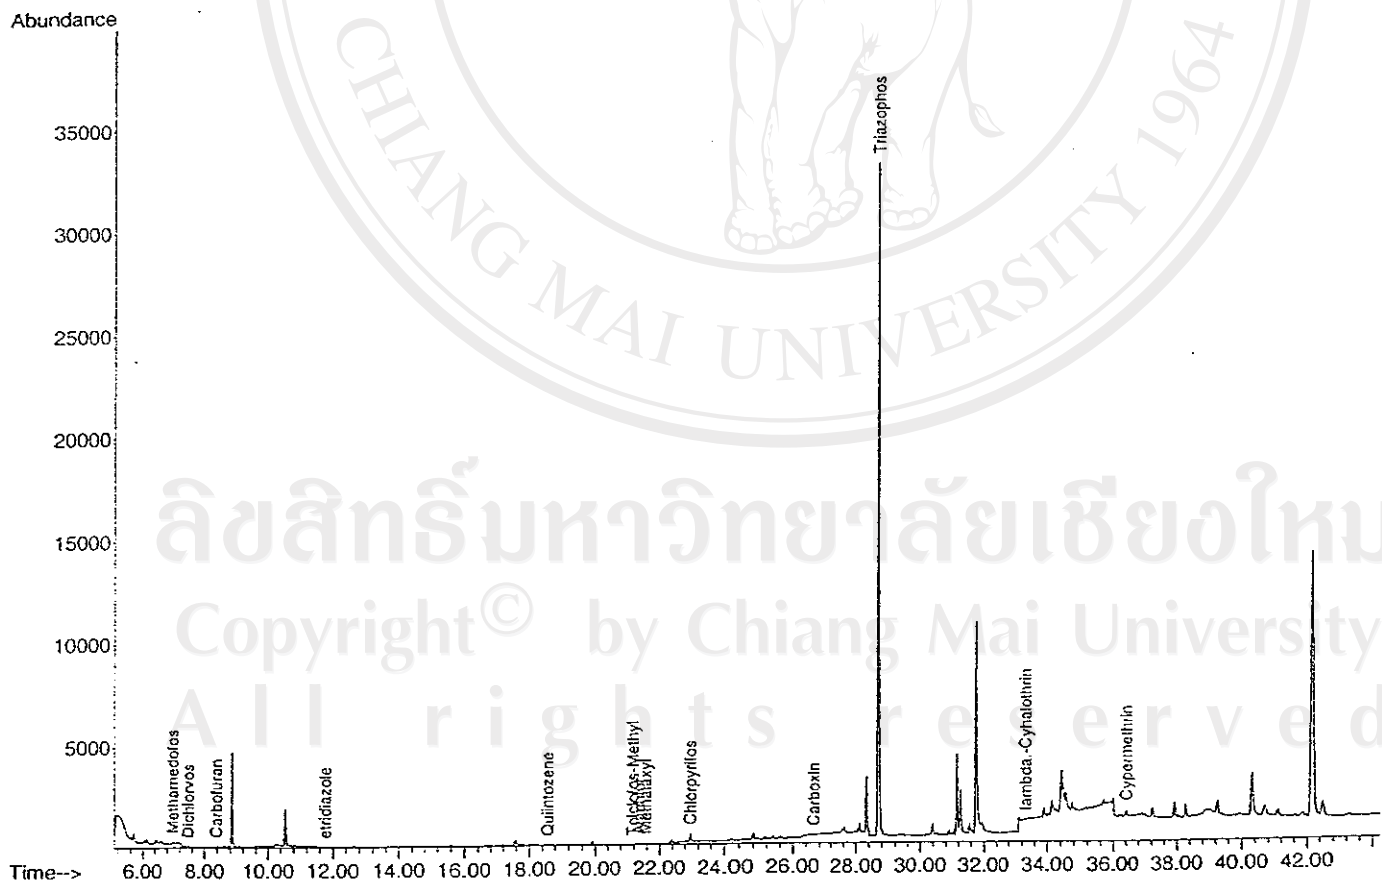 Abundance
CHIANG MAI UNIVERSITY 1964
35000
30000
25000
20000
15000
10000
5000
Triazophos
Methamedofos
Dichlorvos
Carbofuran
etridiazole
Quiintozene
Tolclofos-Methyl
Methalaxyl
Chlorpyrifos
Carboxin
lambda.-Cyhalothrin
Cypermethrin
ลิขสิทธิ์มหาวิทยาลัยเชียงใหม
Copyright© by Chiang Mai University
All rights reserved
Time--> 6.00 8.00 10.00 12.00 14.00 16.00 18.00 20.00 22.00 24.00 26.00 28.00 30.00 32.00 34.00 36.00 38.00 40.00 42.00